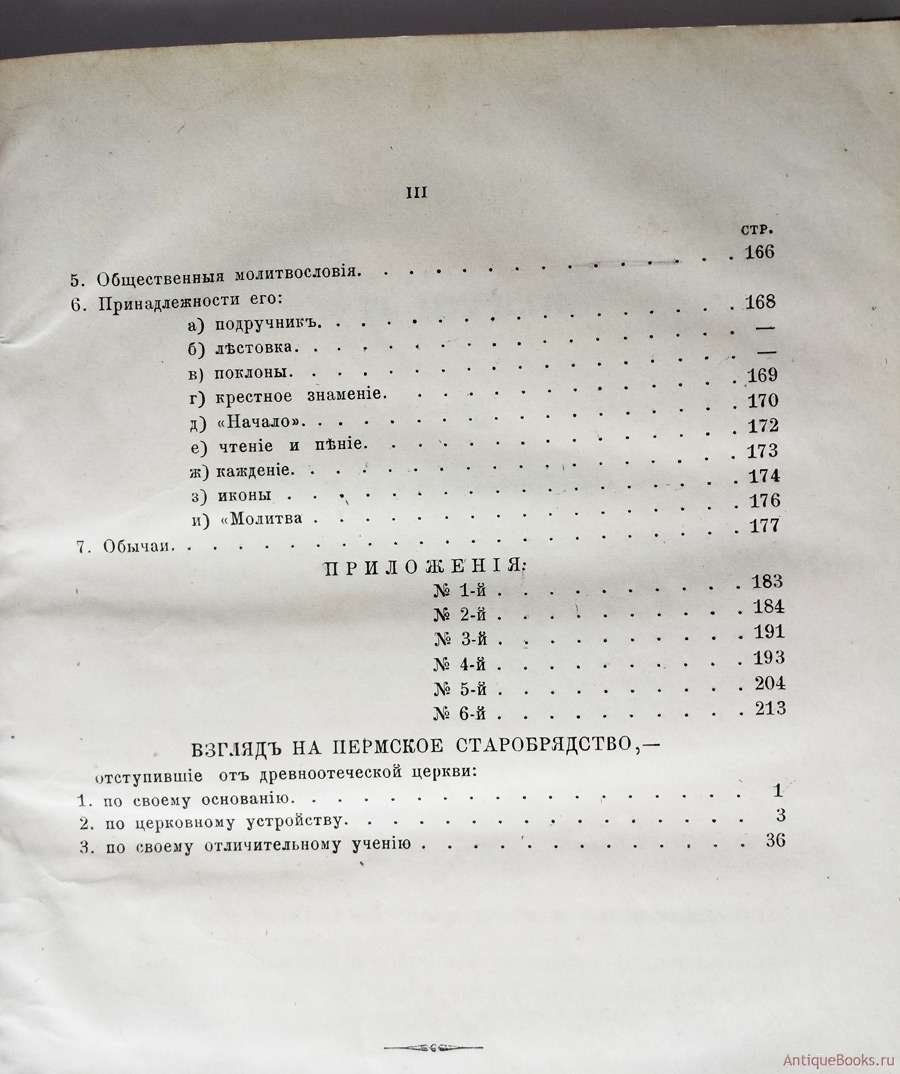 III
СТР.
5. Общественныя молитвословія. . . . . . . . . . . . . . . 166
6. Принадлежности его:
а) подручникъ. . . . . . . . . . . . . . . . . 168
б) лѣстовка. . . . . . . . . . . . . . . . . . —
в) поклоны. . . . . . . . . . . . . . . . . . —
г) крестное знаменіе. . . . . . . . . . . . . . 169
д) «Начало». . . . . . . . . . . . . . . . . . 170
е) чтеніе и пѣніе. . . . . . . . . . . . . . . 172
ж) кажденіе. . . . . . . . . . . . . . . . . . 173
з) иконы . . . . . . . . . . . . . . . . . . . 174
и) «Молитва . . . . . . . . . . . . . . . . . 176
7. Обычаи. . . . . . . . . . . . . . . . . . . . . . . 177
ПРИЛОЖЕНІЯ:
№ 1-й . . . . . . . . . . 183
№ 2-й . . . . . . . . . . 184
№ 3-й . . . . . . . . . . 191
№ 4-й . . . . . . . . . . 193
№ 5-й . . . . . . . . . . 204
№ 6-й . . . . . . . . . . 213
ВЗГЛЯДЪ НА ПЕРМСКОЕ СТАРОБРЯДСТВО,—
отступившіе отъ древноотеческой церкви:
1. по своему основанію. . . . . . . . . . . . . . . . . . 1
2. по церковному устройству. . . . . . . . . . . . . . . . 3
3. по своему отличительному ученію . . . . . . . . . . . . . 36
AntiqueBooks.ru